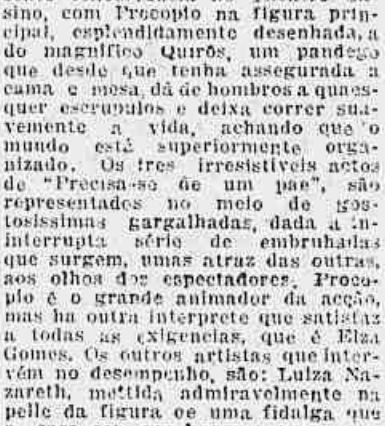 sino, com Procopio na figura prin-
cipal, esplendidamente desenhada, a
do magnifico Quirós, um pandego
que desde que tenha assegurada a
cama e mesa, dá de hombros a quaes-
quer escrupulos e deixa correr sua-
vemente a vida, achando que o
mundo está superiormente orga-
nizado. Os tres irresistiveis actos
de "Precisa-se de um pae", são
representados no meio de gos-
tosissimas gargalhadas, dada a in-
interrupta série de embruhadas
que surgem, umas atraz das outras,
aos olhos dos espectadores. Proco-
pio é o grande animador da acção,
mas ha outra interprete que satisfaz
a todas as exigencias, que é Elza
Gomes. Os outros artistas que inter-
vém no desempenho, são: Luiza Na-
zareth, mettida admiravelmente na
pelle da figura de uma fidalga que